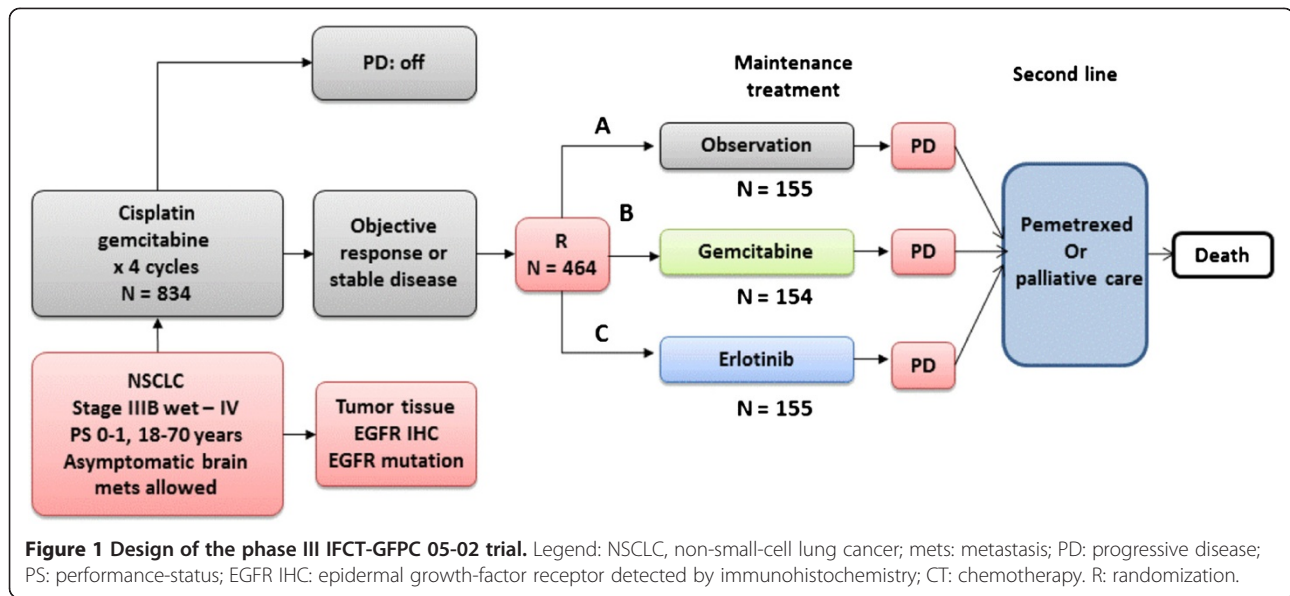 PD: off
Maintenance
treatment
Second line
A
Observation
PD
N = 155
Cisplatin
gemcitabine
x 4 cycles
N = 834
Objective
response or
stable disease
R
N = 464
B
Gemcitabine
PD
N = 154
Pemetrexed
Or
palliative care
Death
C
Erlotinib
PD
N = 155
NSCLC
Stage IIIB wet – IV
PS 0-1, 18-70 years
Asymptomatic brain
mets allowed
Tumor tissue
EGFR IHC
EGFR mutation
Figure 1 Design of the phase III IFCT-GFPC 05-02 trial. Legend: NSCLC, non-small-cell lung cancer; mets: metastasis; PD: progressive disease;
PS: performance-status; EGFR IHC: epidermal growth-factor receptor detected by immunohistochemistry; CT: chemotherapy. R: randomization.